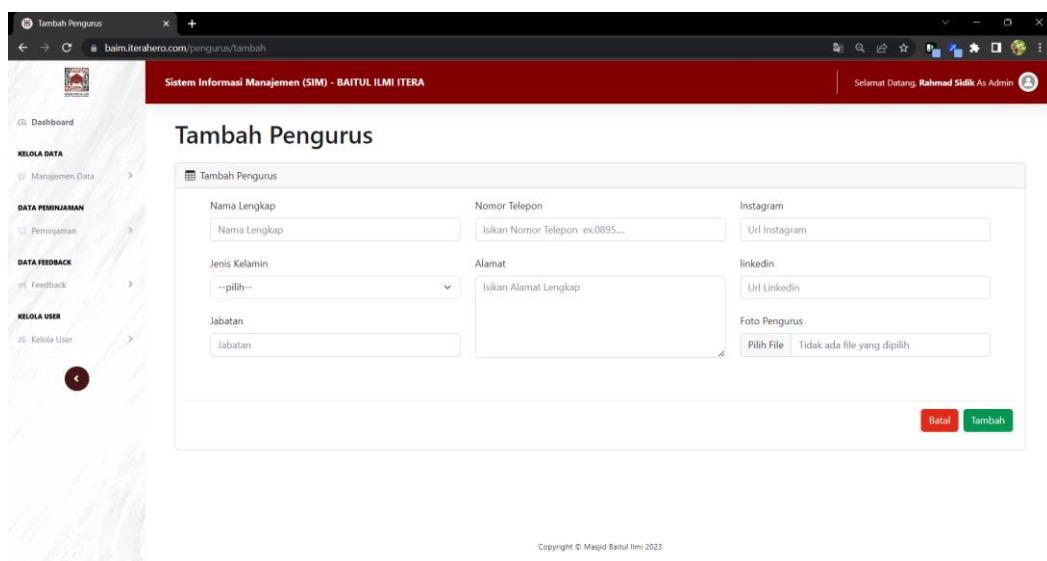 Tambah Pengurus
baim.iterahero.com/pengurus/tambah
Sistem Informasi Manajemen (SIM) - BAITUL ILMI ITERA
Selamat Datang, Rahmad Sidik As Admin
Dashboard
KELOLA DATA
Manajemen Data
DATA PEMINJAMAN
Peminjaman
DATA FEEDBACK
Feedback
KELOLA USER
Kelola User
Tambah Pengurus
Tambah Pengurus
Nama Lengkap
Nama Lengkap
Jenis Kelamin
--pilih--
Jabatan
Jabatan
Nomor Telepon
Isikan Nomor Telepon ex.0895....
Alamat
Isikan Alamat Lengkap
Instagram
Url Instagram
linkedin
Url Linkedin
Foto Pengurus
Pilih File Tidak ada file yang dipilih
Batal Tambah
Copyright © Masjid Baitul Ilmi 2023